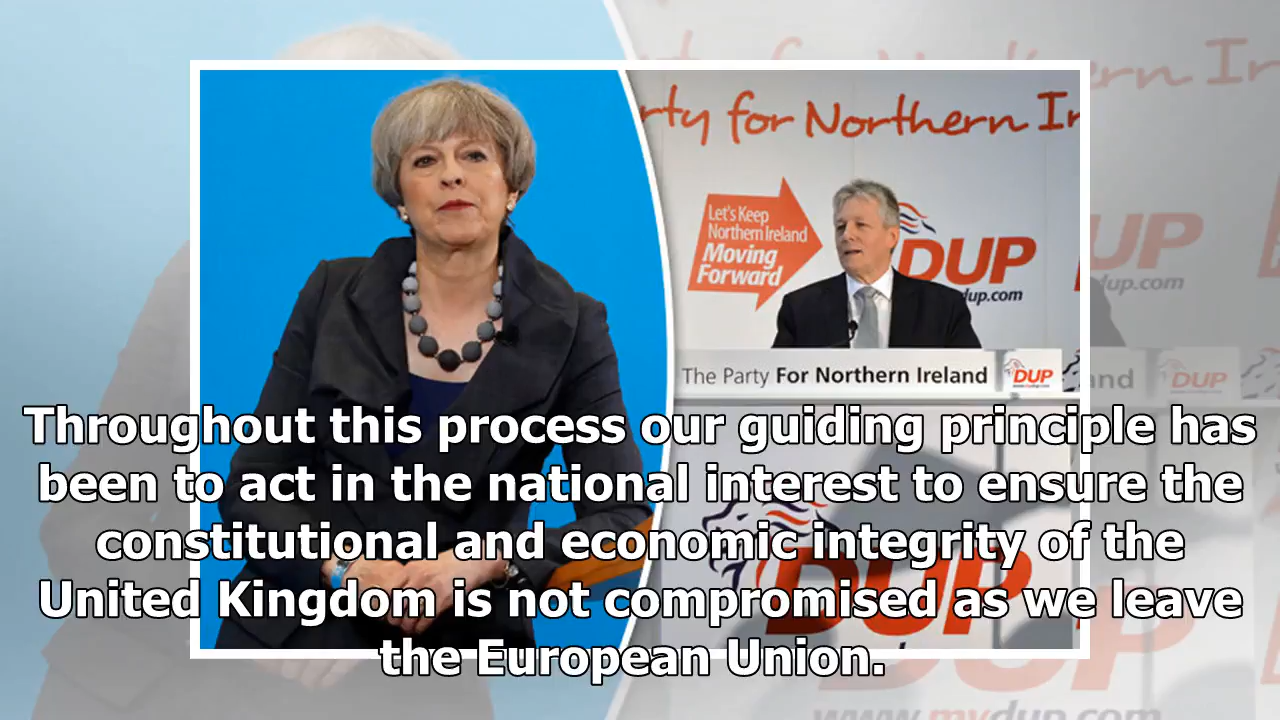 rty for Northern Ir
Let's Keep
Northern Ireland
Moving
Forward
DUP
dup.com
The Party For Northern Ireland
DUP
Throughout this process our guiding principle has
been to act in the national interest to ensure the
constitutional and economic integrity of the
United Kingdom is not compromised as we leave
the European Union.
DUP
www.mydup.com